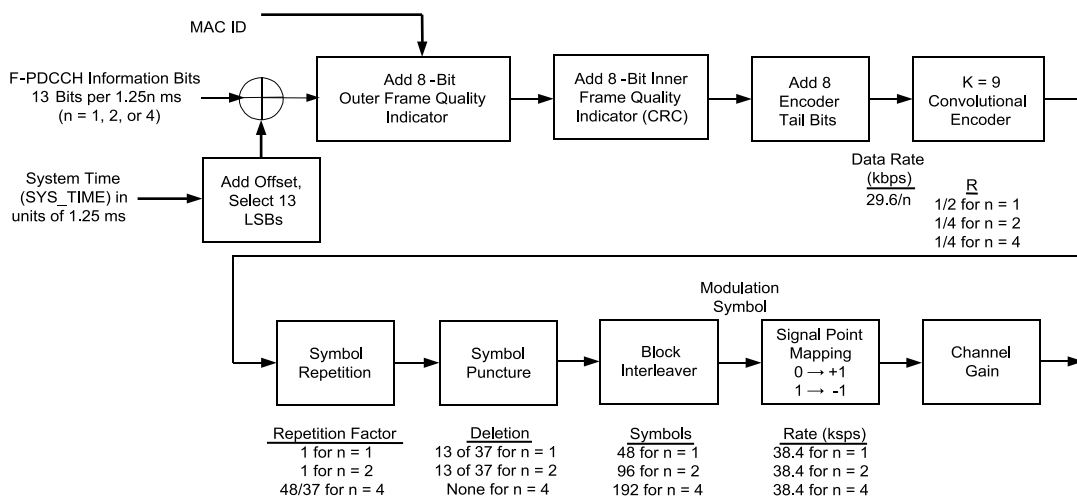 MAC ID
F-PDCCH Information Bits
13 Bits per 1.25n ms
(n = 1, 2, or 4)
Add 8 -Bit
Outer Frame Quality
Indicator
Add 8 -Bit Inner
Frame Quality
Indicator (CRC)
Add 8
Encoder
Tail Bits
K = 9
Convolutional
Encoder
System Time
(SYS_TIME) in
units of 1.25 ms
Add Offset,
Select 13
LSBs
Data Rate
(kbps)
29.6/n
R
1/2 for n = 1
1/4 for n = 2
1/4 for n = 4
Modulation
Symbol
Symbol
Repetition
Symbol
Puncture
Block
Interleaver
Signal Point
Mapping
0 → +1
1 → -1
Channel
Gain
Repetition Factor
1 for n = 1
1 for n = 2
48/37 for n = 4
Deletion
13 of 37 for n = 1
13 of 37 for n = 2
None for n = 4
Symbols
48 for n = 1
96 for n = 2
192 for n = 4
Rate (ksps)
38.4 for n = 1
38.4 for n = 2
38.4 for n = 4